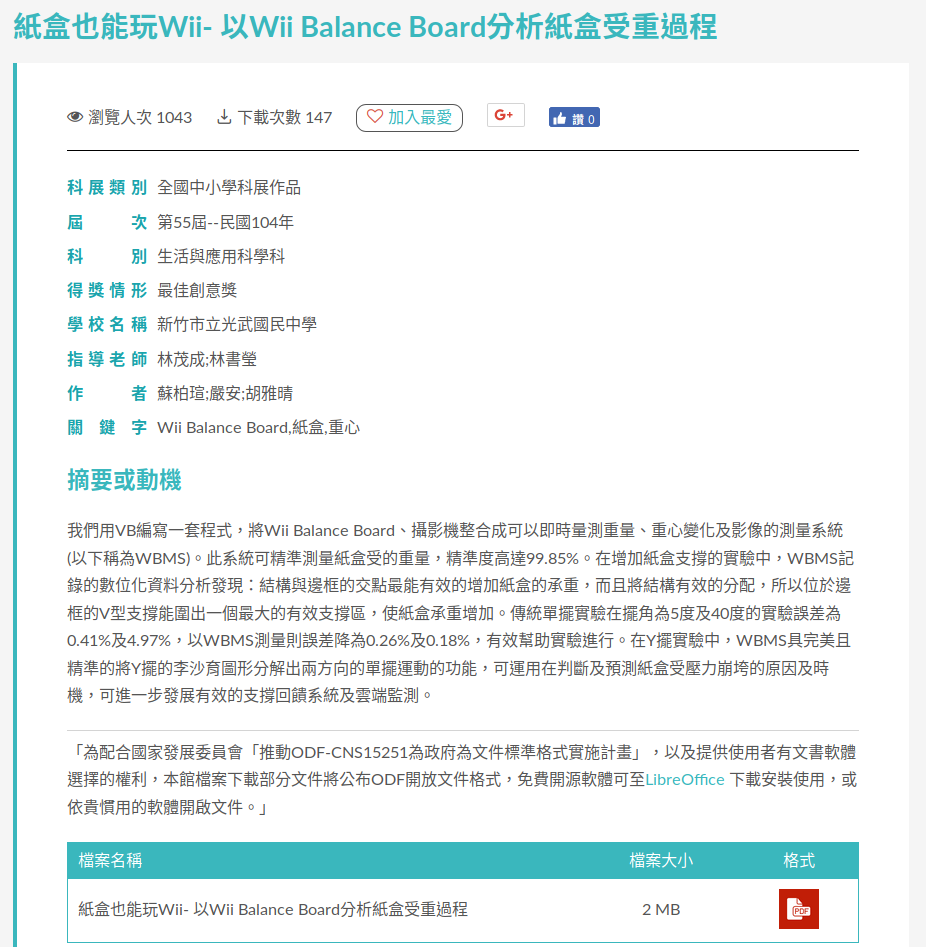 紙盒也能玩Wii- 以Wii Balance Board分析紙盒受重過程
瀏覽人次 1043 下載次數 147 加入最愛 G+ 讚 0
科展類別 全國中小學科展作品
屆次 第55屆--民國104年
科別 生活與應用科學科
得獎情形 最佳創意獎
學校名稱 新竹市立光武國民中學
指導老師 林茂成;林書瑩
作者 蘇柏瑄;嚴安;胡雅晴
關鍵字 Wii Balance Board,紙盒,重心
摘要或動機
我們用VB編寫一套程式，將Wii Balance Board、攝影機整合成可以即時量測重量、重心變化及影像的測量系統
(以下稱為WBMS)。此系統可精準測量紙盒受的重量，精準度高達99.85%。在增加紙盒支撐的實驗中，WBMS記
錄的數位化資料分析發現：結構與邊框的交點最能有效的增加紙盒的承重，而且將結構有效的分配，所以位於邊
框的V型支撐能圍出一個最大的有效支撐區，使紙盒承重增加。傳統單擺實驗在擺角為5度及40度的實驗誤差為
0.41%及4.97%，以WBMS測量則誤差降為0.26%及0.18%，有效幫助實驗進行。在Y擺實驗中，WBMS具完美且
精準的將Y擺的李沙育圖形分解出兩方向的單擺運動的功能，可運用在判斷及預測紙盒受壓力崩垮的原因及時
機，可進一步發展有效的支撐回饋系統及雲端監測。
「為配合國家發展委員會「推動ODF-CNS15251為政府為文件標準格式實施計畫」，以及提供使用者有文書軟體
選擇的權利，本館檔案下載部分文件將公布ODF開放文件格式，免費開源軟體可至LibreOffice 下載安裝使用，或
依貴慣用的軟體開啟文件。」
檔案名稱 檔案大小 格式
紙盒也能玩Wii- 以Wii Balance Board分析紙盒受重過程 2 MB PDF